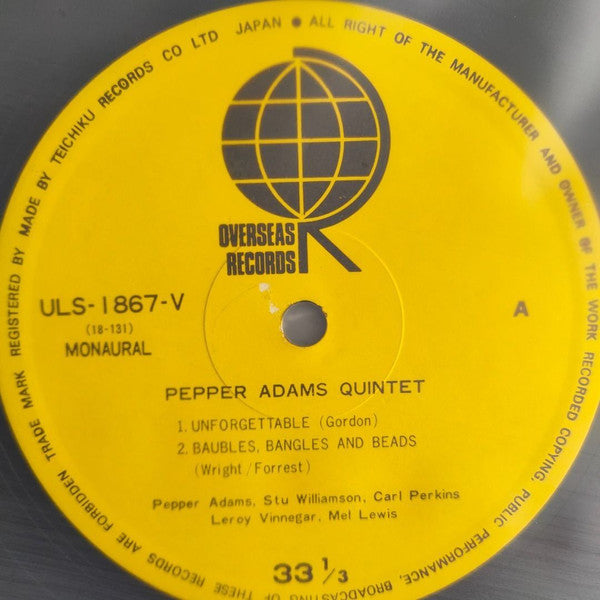 TRADE MARK REGISTERED BY MADE BY TEICHIKU RECORDS CO LTD JAPAN ● ALL RIGHT OF THE MANUFACTURER AND OWNER OF THE WORK RECORDED COPYING, PUBLIC PERFORMANCE, BROADCASTING OF THESE RECORDS ARE FORBIDDEN
OVERSEAS
RECORDS
ULS-1867-V
(18-131)
MONAURAL
A
PEPPER ADAMS QUINTET
1. UNFORGETTABLE (Gordon)
2. BAUBLES, BANGLES AND BEADS
(Wright/Forrest)
Pepper Adams, Stu Williamson, Carl Perkins
Leroy Vinnegar, Mel Lewis
33 1/3